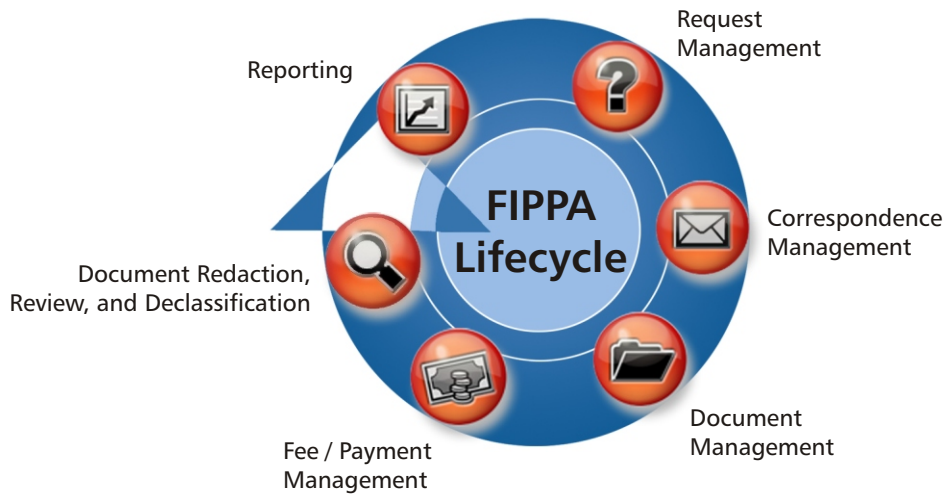 Request
Management
Reporting
FIPPA
Lifecycle
Correspondence
Management
Document Redaction,
Review, and Declassification
Document
Management
Fee / Payment
Management